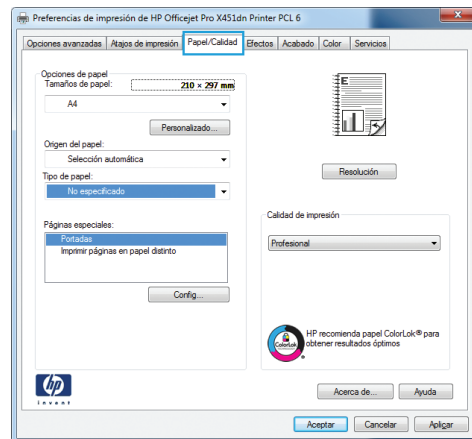 Preferencias de impresión de HP Officejet Pro X451dn Printer PCL 6
Opciones avanzadas Atajos de impresión Papel/Calidad Efectos Acabado Color Servicios
Opciones de papel
Tamaños de papel: 210 × 297 mm
A4
Personalizado...
Origen del papel:
Selección automática
Tipo de papel:
No especificado
Páginas especiales:
Portadas
Imprimir páginas en papel distinto
Config...
E
Resolución
Calidad de impresión
Profesional
ColorLok
HP recomienda papel ColorLok® para
obtener resultados óptimos
hp
invent
Acerca de... Ayuda
Aceptar Cancelar Aplicar